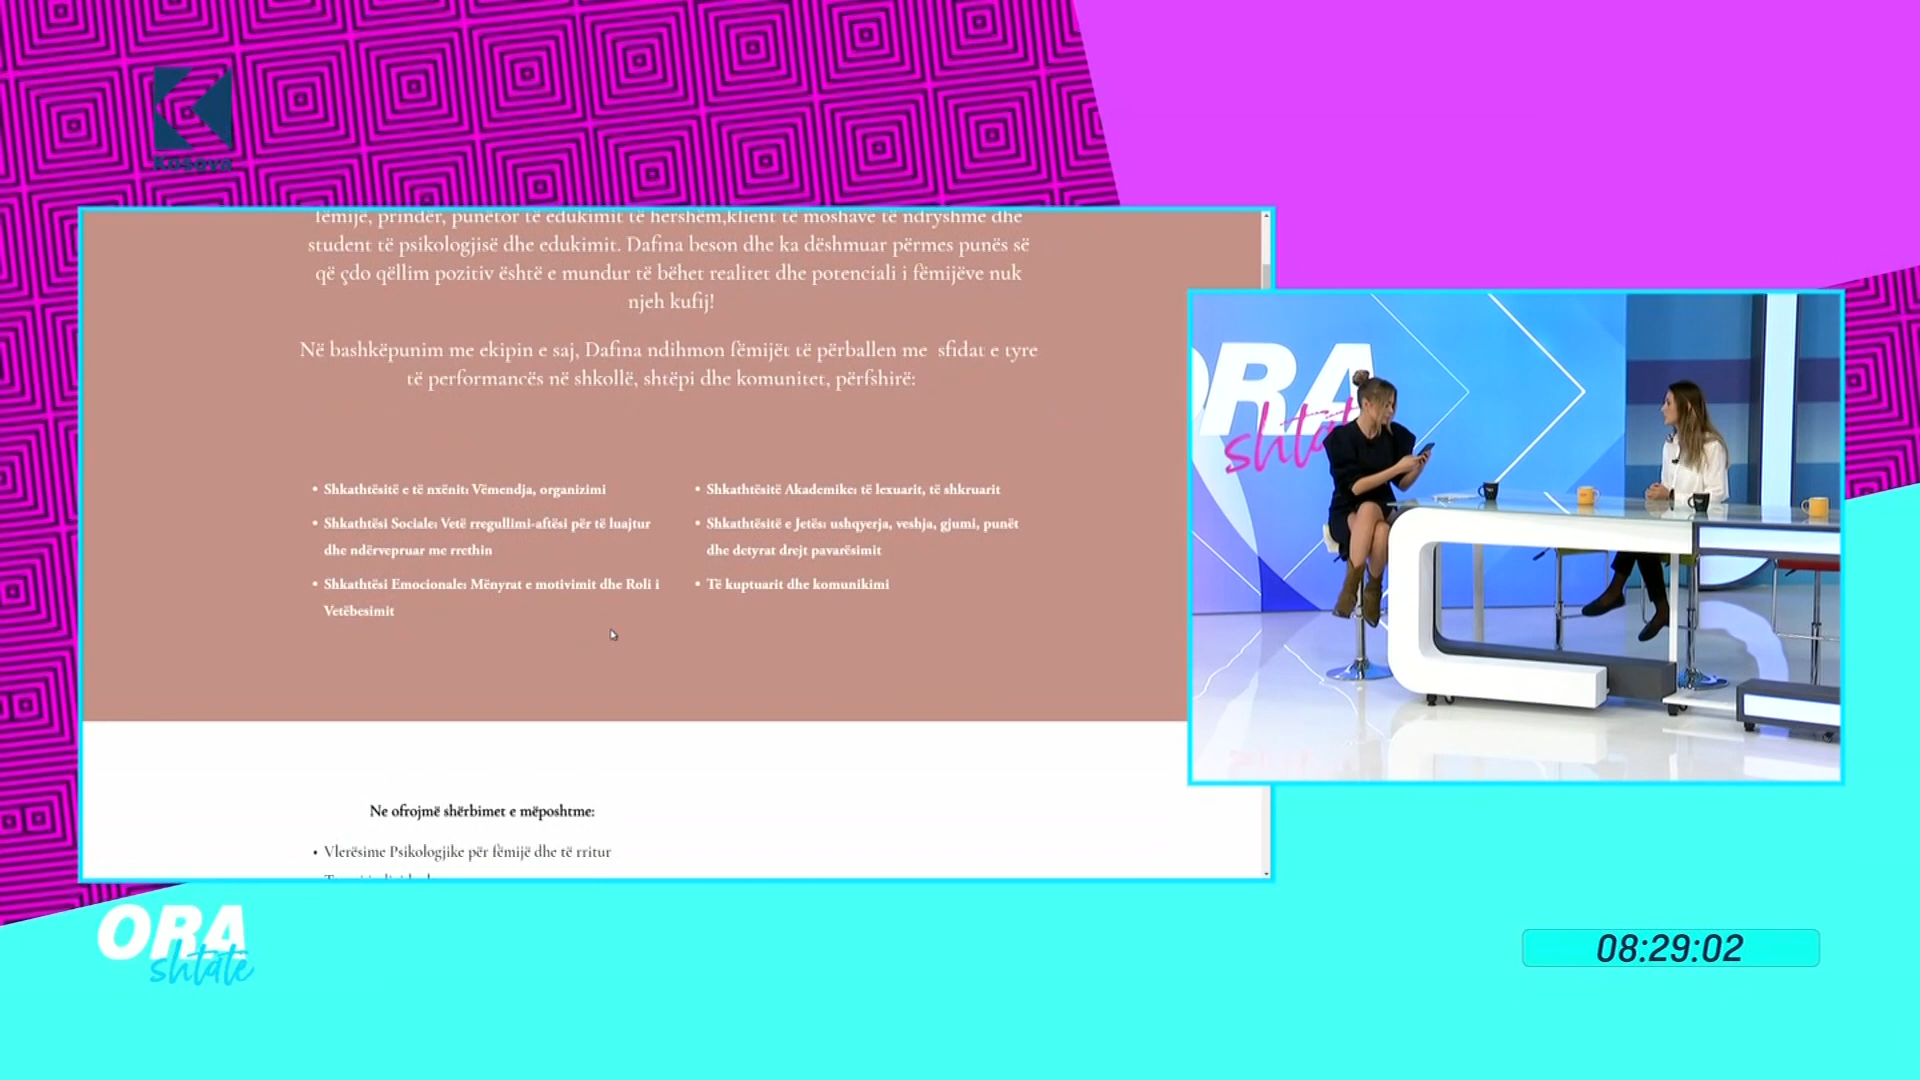 Kosova
fëmijë, prindër, punëtor të edukimit të hershëm,klient të moshave të ndryshme dhe
student të psikologjisë dhe edukimit. Dafina beson dhe ka dëshmuar përmes punës së
që çdo qëllim pozitiv është e mundur të bëhet realitet dhe potenciali i fëmijëve nuk
njeh kufij!
Në bashkëpunim me ekipin e saj, Dafina ndihmon fëmijët të përballen me sfidat e tyre
të performancës në shkollë, shtëpi dhe komunitet, përfshirë:
• Shkathtësitë e të nxënit: Vëmendja, organizimi
• Shkathtësi Sociale: Vetë rregullimi-aftësi për të luajtur
dhe ndërvepruar me rrethin
• Shkathtësi Emocionale: Mënyrat e motivimit dhe Roli i
Vetëbesimit
• Shkathtësitë Akademike: të lexuarit, të shkruarit
• Shkathtësitë e Jetës: ushqyerja, veshja, gjumi, punët
dhe detyrat drejt pavarësimit
• Të kuptuarit dhe komunikimi
Ne ofrojmë shërbimet e mëposhtme:
• Vlerësime Psikologjike për fëmijë dhe të rritur
ORA
shtatë
ORA
shtatë
08:29:02